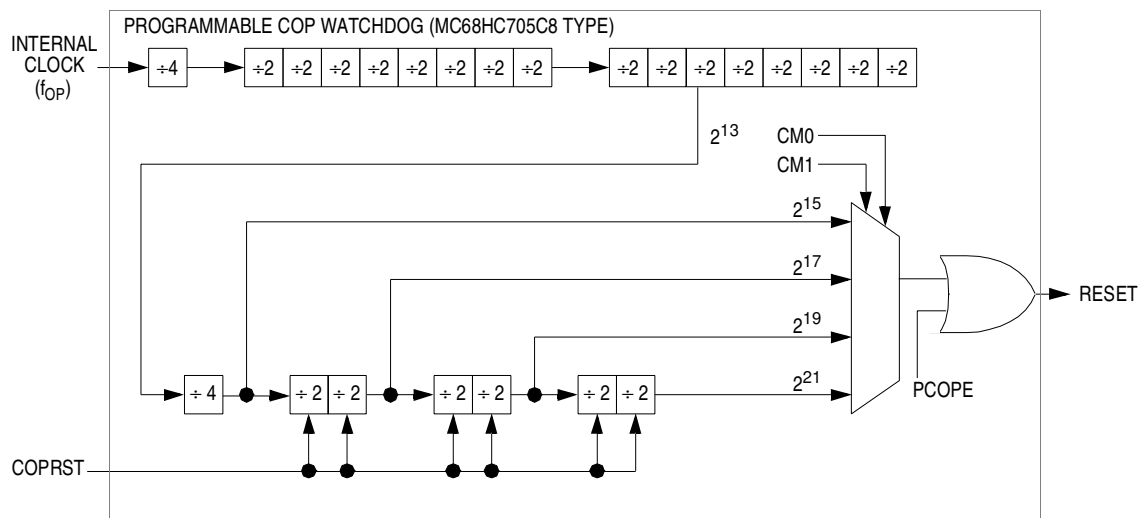 PROGRAMMABLE COP WATCHDOG (MC68HC705C8 TYPE)
INTERNAL
CLOCK
(fOP)
÷4 ÷2 ÷2 ÷2 ÷2 ÷2 ÷2 ÷2 ÷2 ÷2 ÷2 ÷2 ÷2 ÷2 ÷2 ÷2 ÷2
2^13
CM0
CM1
2^15
2^17
2^19
2^21
RESET
PCOPE
÷ 4 ÷ 2 ÷ 2 ÷ 2 ÷ 2 ÷ 2 ÷ 2
COPRST